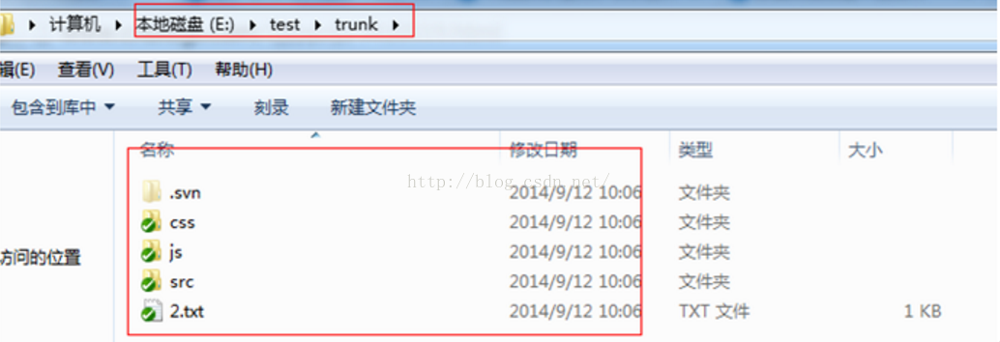 计算机 本地磁盘 (E:) test trunk
辑(E) 查看(V) 工具(T) 帮助(H)
包含到库中 共享 刻录 新建文件夹
名称 修改日期 类型 大小
http://blog.csdn.net/
.svn 2014/9/12 10:06 文件夹
css 2014/9/12 10:06 文件夹
访问的位置
js 2014/9/12 10:06 文件夹
src 2014/9/12 10:06 文件夹
2.txt 2014/9/12 10:06 TXT 文件 1 KB